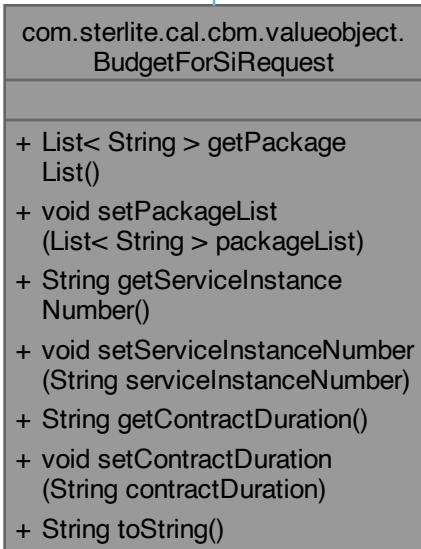 com.sterlite.cal.cbm.valueobject.
BudgetForSiRequest
+ List< String > getPackage
List()
+ void setPackageList
(List< String > packageList)
+ String getServiceInstance
Number()
+ void setServiceInstanceNumber
(String serviceInstanceNumber)
+ String getContractDuration()
+ void setContractDuration
(String contractDuration)
+ String toString()